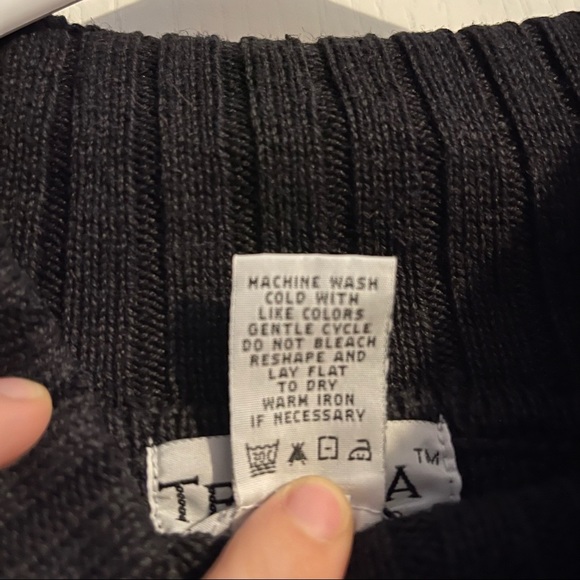 MACHINE WASH
COLD WITH
LIKE COLORS
GENTLE CYCLE
DO NOT BLEACH
RESHAPE AND
LAY FLAT
TO DRY
WARM IRON
IF NECESSARY
TM